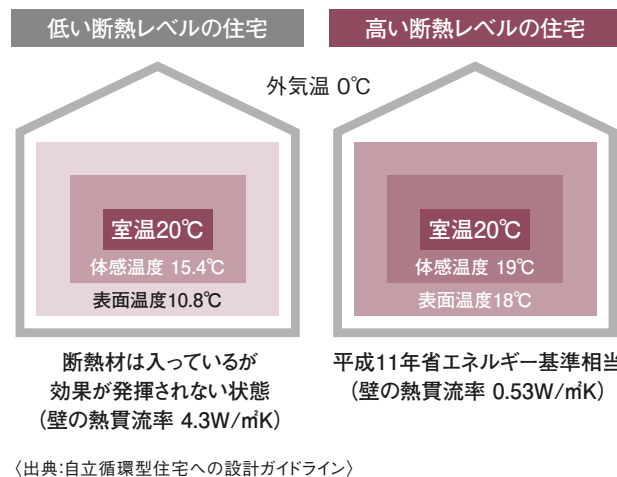 低い断熱レベルの住宅
高い断熱レベルの住宅
外気温 0℃
室温20℃
体感温度 15.4℃
表面温度10.8℃
室温20℃
体感温度 19℃
表面温度18℃
断熱材は入っているが
効果が発揮されない状態
（壁の熱貫流率 4.3W/㎡K）
平成11年省エネルギー基準相当
（壁の熱貫流率 0.53W/㎡K）
〈出典:自立循環型住宅への設計ガイドライン〉